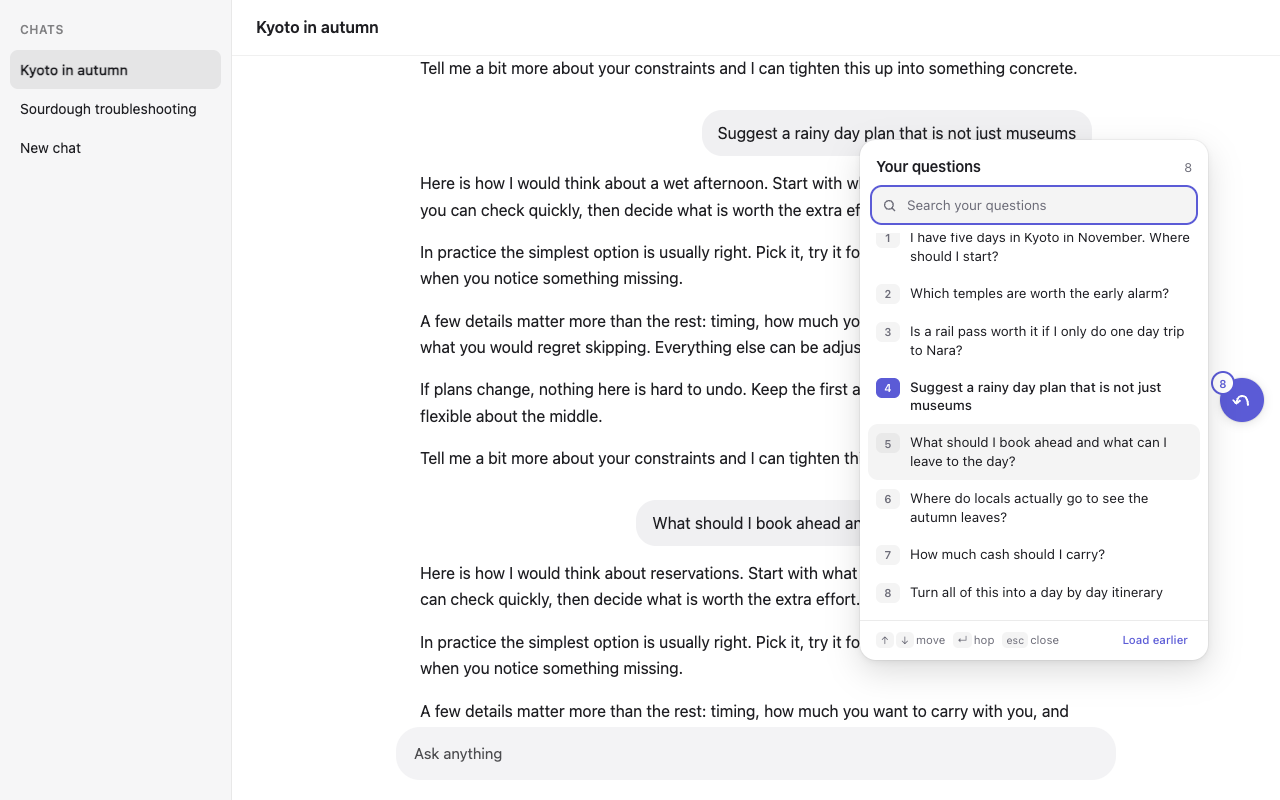 CHATS
Kyoto in autumn
Sourdough troubleshooting
New chat
Kyoto in autumn
Tell me a bit more about your constraints and I can tighten this up into something concrete.
Suggest a rainy day plan that is not just museums
Here is how I would think about a wet afternoon. Start with
you can check quickly, then decide what is worth the extra
In practice the simplest option is usually right. Pick it, try it
when you notice something missing.
A few details matter more than the rest: timing, how much
what you would regret skipping. Everything else can be
If plans change, nothing here is hard to undo. Keep the first
flexible about the middle.
Tell me a bit more about your constraints and I can tighten
What should I book ahead
Here is how I would think about reservations. Start with what
can check quickly, then decide what is worth the extra effort.
In practice the simplest option is usually right. Pick it, try it
when you notice something missing.
A few details matter more than the rest: timing, how much you want to carry with you, and
Ask anything
Your questions 8
Search your questions
1 I have five days in Kyoto in November. Where
should I start?
2 Which temples are worth the early alarm?
3 Is a rail pass worth it if I only do one day trip
to Nara?
4 Suggest a rainy day plan that is not just
museums
5 What should I book ahead and what can I
leave to the day?
6 Where do locals actually go to see the
autumn leaves?
7 How much cash should I carry?
8 Turn all of this into a day by day itinerary
↑ ↓ move ↵ hop esc close Load earlier
8